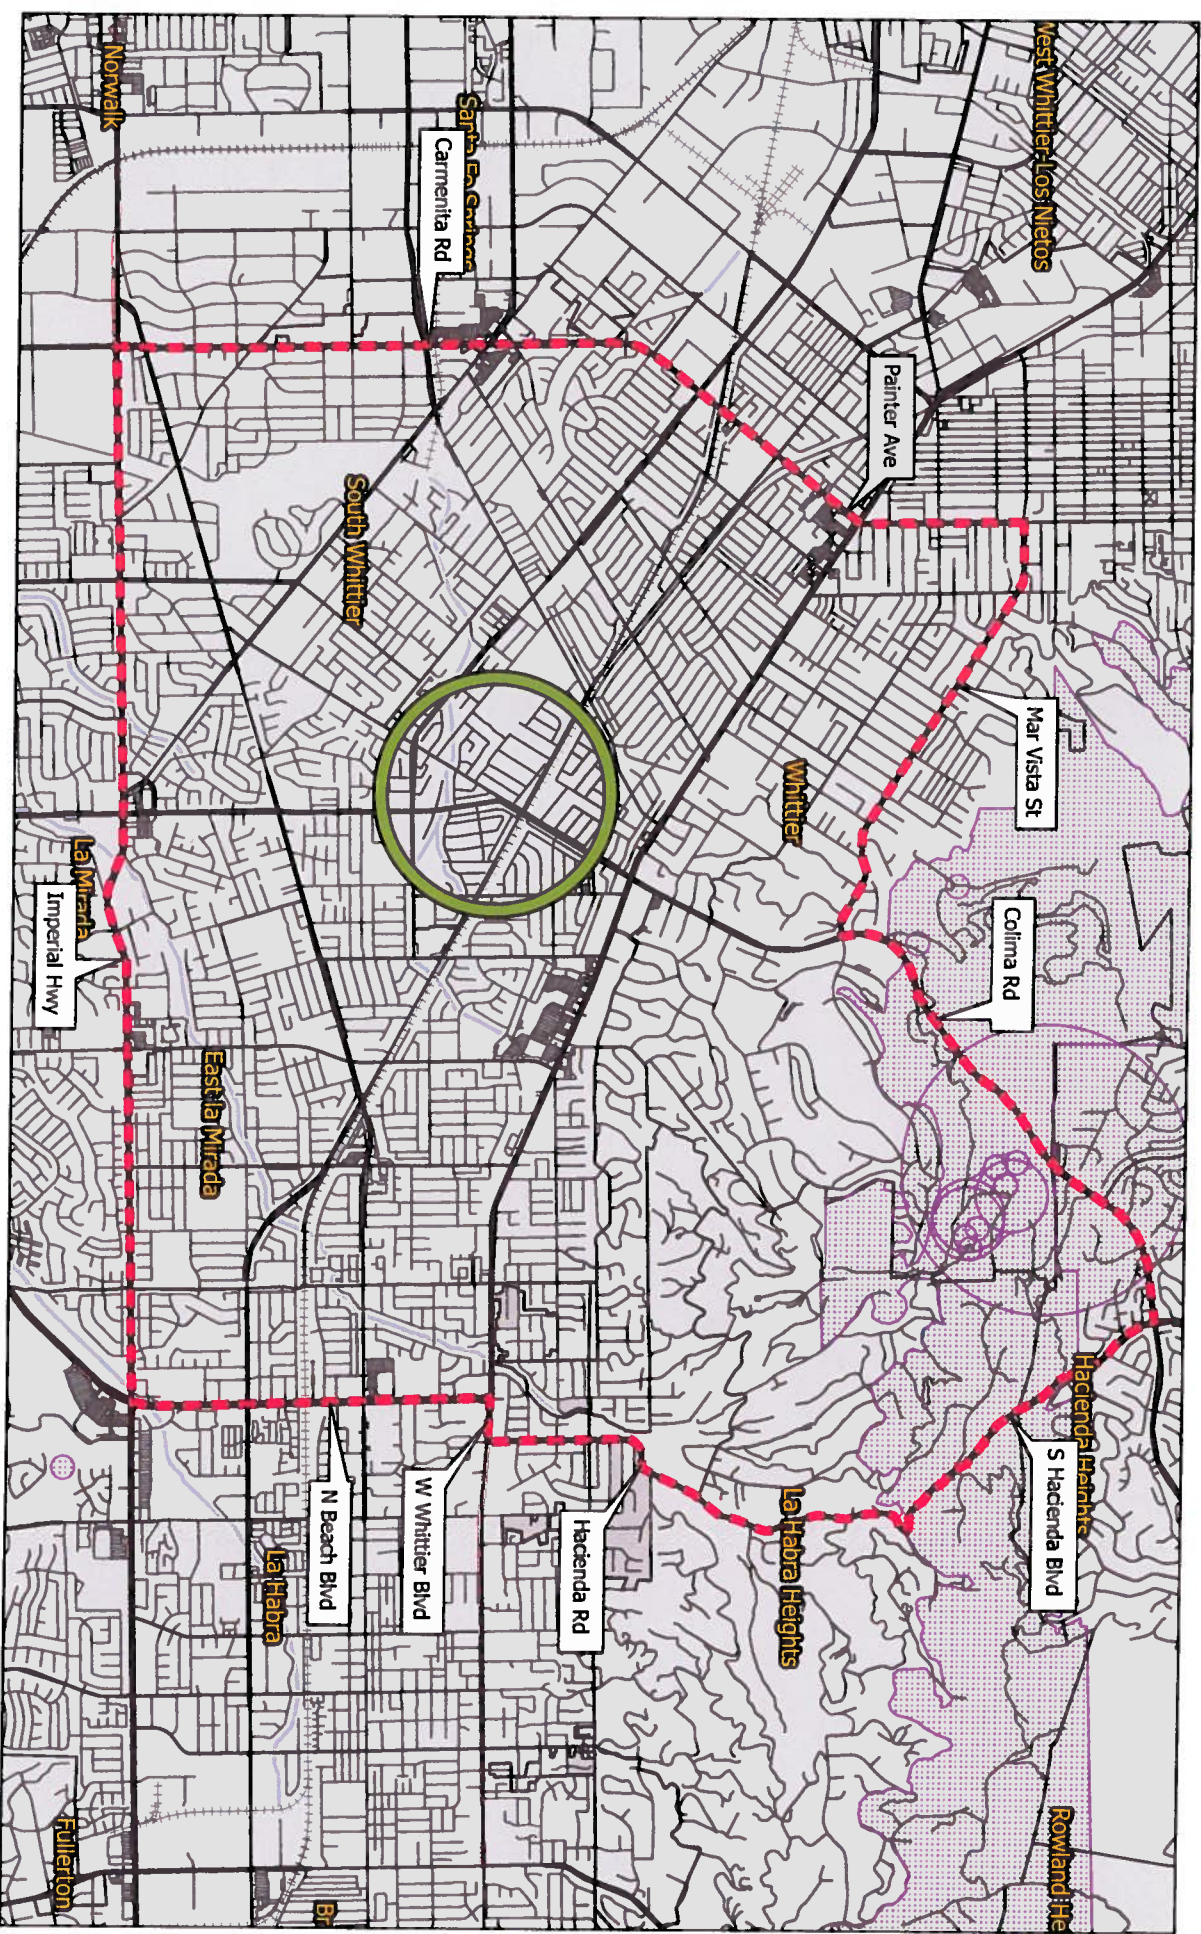 West Whittier-Los Nietos
Norwalk
Santa Fe Springs
Carmenita Rd
Painter Ave
Mar Vista St
South Whittier
Whittier
Colima Rd
La Mirada
Imperial Hwy
East la Mirada
Hacienda Heights
S Hacienda Blvd
La Habra Heights
Hacienda Rd
W Whittier Blvd
N Beach Blvd
La Habra
Rowland He
Fullerton
Br